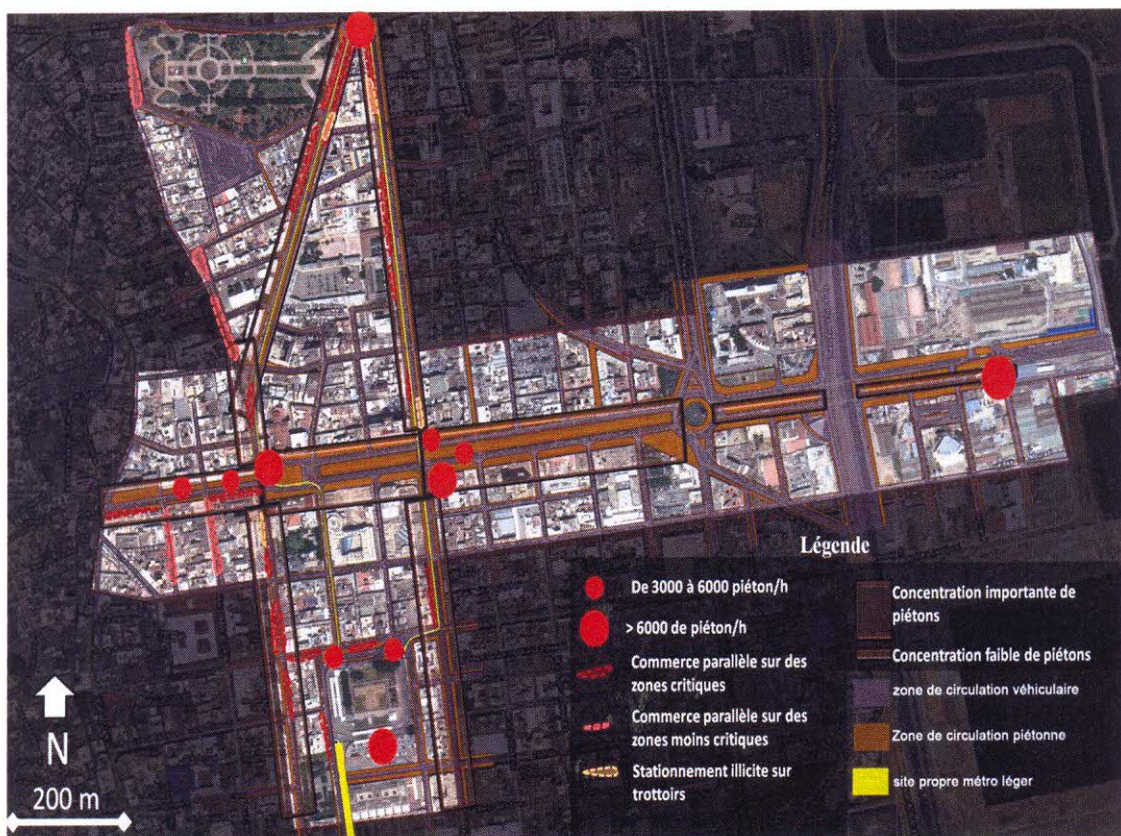 Légende
De 3000 à 6000 piéton/h
> 6000 de piéton/h
Commerce parallèle sur des
zones critiques
Commerce parallèle sur des
zones moins critiques
Stationnement illicite sur
trottoirs
Concentration importante de
piétons
Concentration faible de piétons
zone de circulation véhiculaire
Zone de circulation piétonne
site propre métro léger
N
200 m